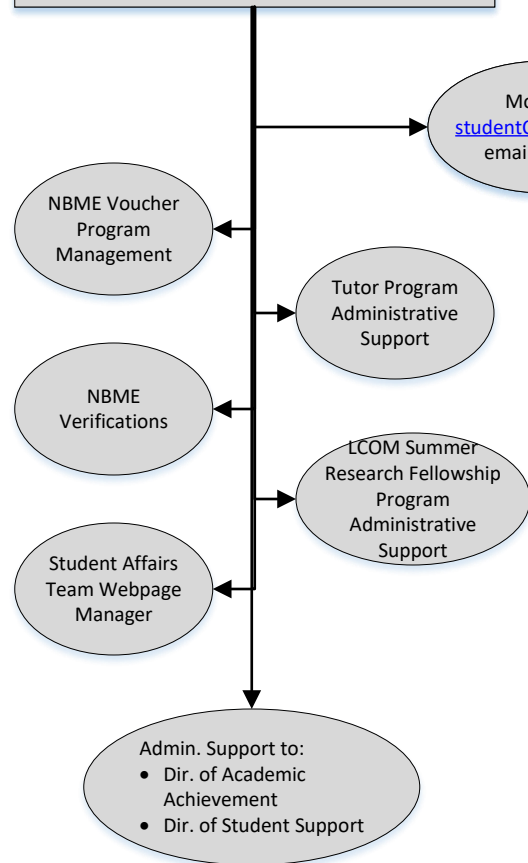 NBME Voucher
Program
Management
Tutor Program
Administrative
Support
NBME
Verifications
LCOM Summer
Research Fellowship
Program
Administrative
Support
Student Affairs
Team Webpage
Manager
Admin. Support to:
• Dir. of Academic
Achievement
• Dir. of Student Support